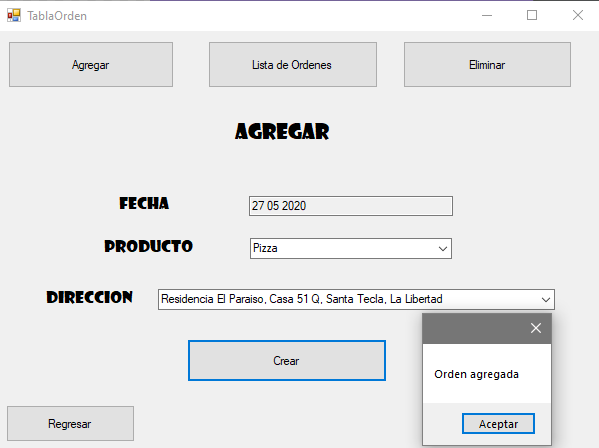 TablaOrden
Agregar
Lista de Ordenes
Eliminar
AGREGAR
FECHA
27 05 2020
PRODUCTO
Pizza
DIRECCION
Residencia El Paraiso, Casa 51 Q, Santa Tecla, La Libertad
Crear
Orden agregada
Aceptar
Regresar